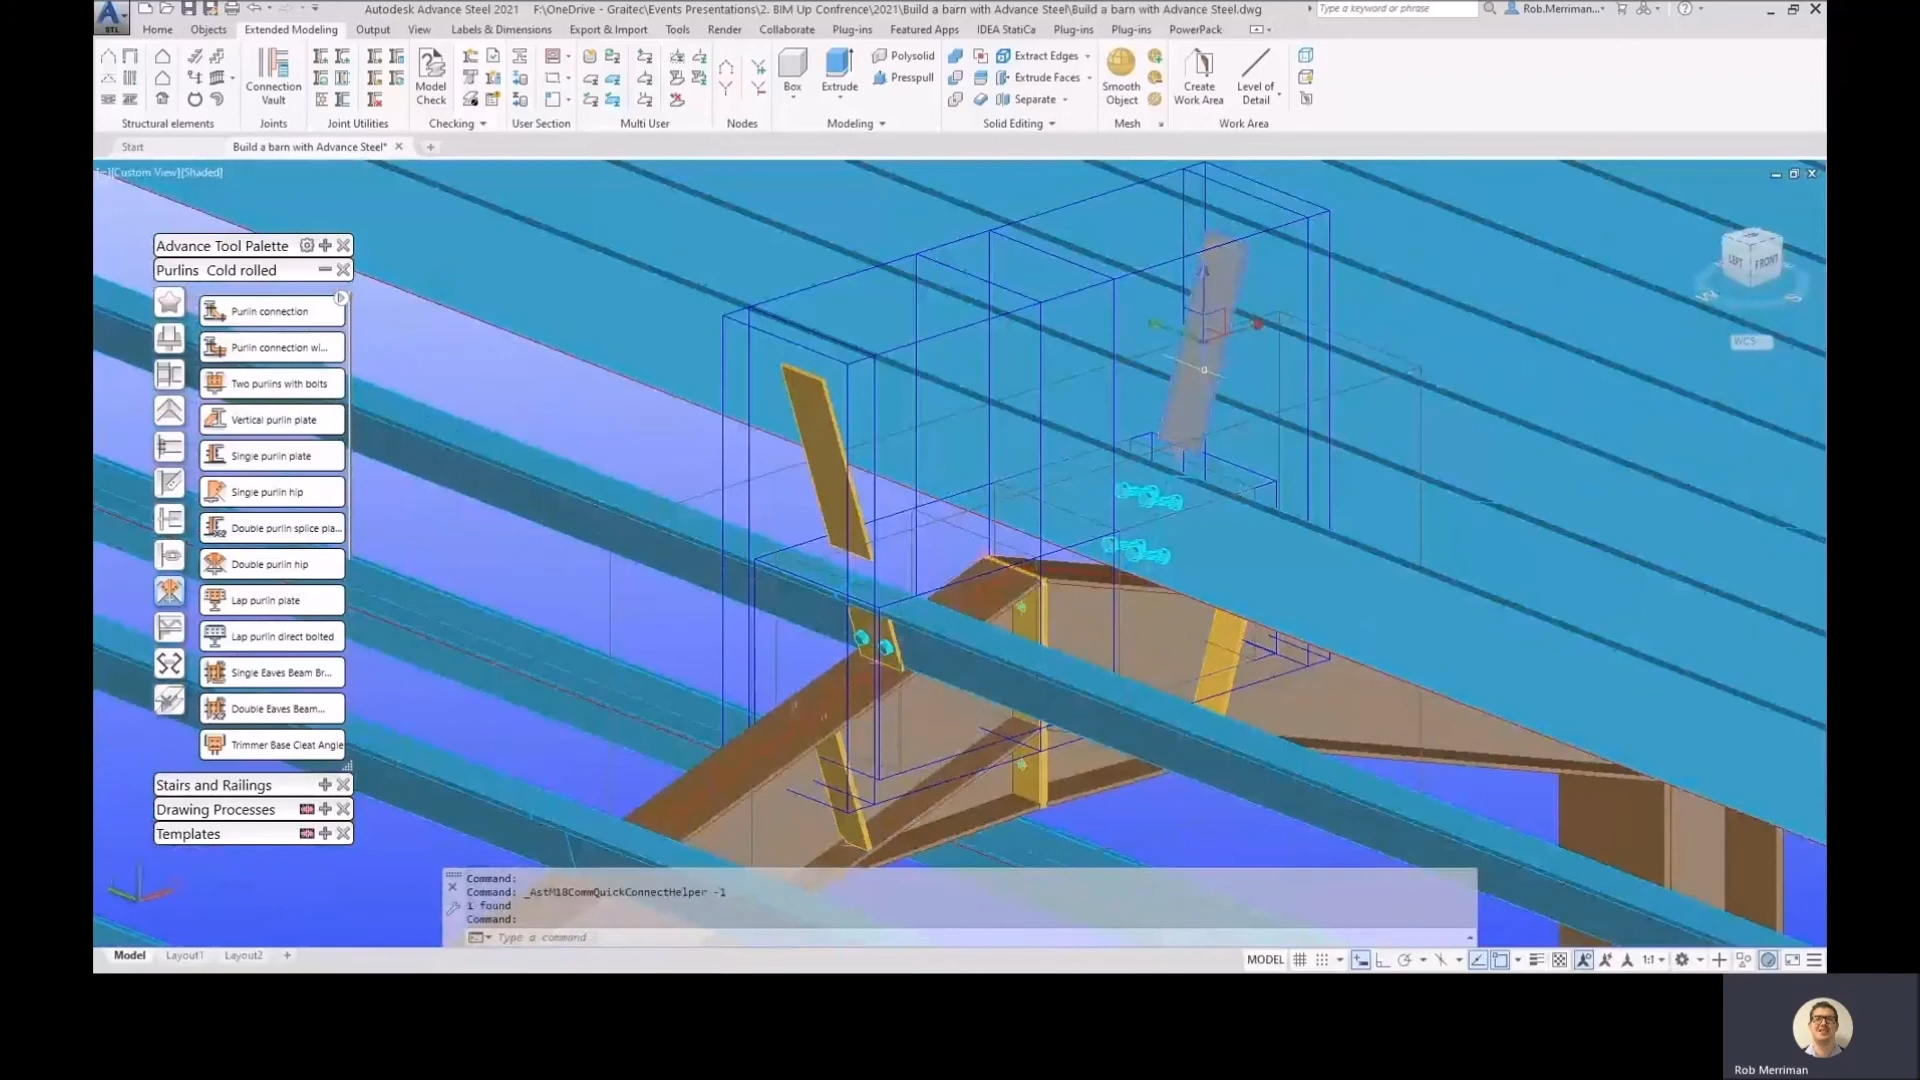 Autodesk Advance Steel 2021 F:\OneDrive - Graitec\Events Presentations\2. BIM Up Confrence\2021\Build a barn with Advance Steel\Build a barn with Advance Steel.dwg
Type a keyword or phrase
Rob.Merriman...
STL
Home Objects Extended Modeling Output View Labels & Dimensions Export & Import Tools Render Collaborate Plug-ins Featured Apps IDEA StatiCa Plug-ins Plug-ins PowerPack
Connection Vault
Model Check
Box
Extrude
Polysolid
Presspull
Extract Edges
Extrude Faces
Separate
Smooth Object
Create Work Area
Level of Detail
Structural elements Joints Joint Utilities Checking User Section Multi User Nodes Modeling Solid Editing Mesh Work Area
Start Build a barn with Advance Steel*
[−][Custom View][Shaded]
LEFT FRONT
WCS
Advance Tool Palette
Purlins Cold rolled
Purlin connection
Purlin connection wi...
Two purlins with bolts
Vertical purlin plate
Single purlin plate
Single purlin hip
Double purlin splice pla...
Double purlin hip
Lap purlin plate
Lap purlin direct bolted
Single Eaves Beam Br...
Double Eaves Beam...
Trimmer Base Cleat Angle
Stairs and Railings
Drawing Processes
Templates
Command:
Command: _AstM18CommQuickConnectHelper -1
1 found
Command:
Type a command
Model Layout1 Layout2 +
MODEL
1:1
Rob Merriman